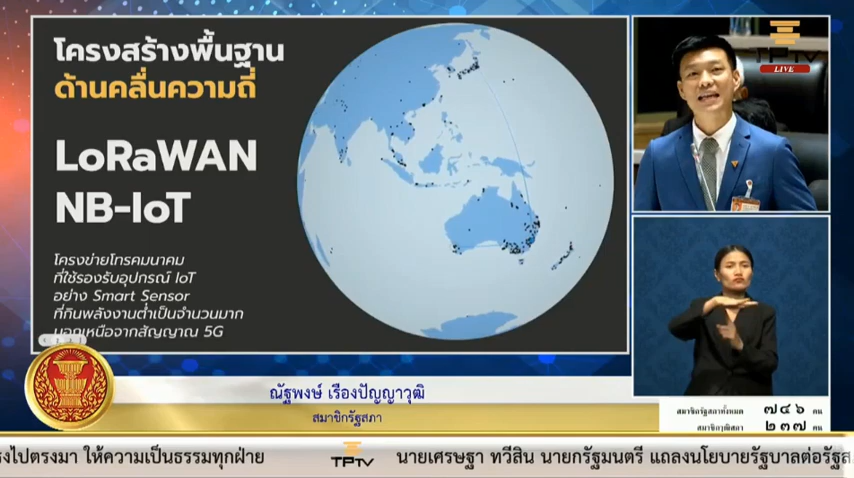 โครงสร้างพื้นฐาน
ด้านคลื่นความถี่
LoRaWAN
NB-IoT
โครงข่ายโทรคมนาคม
ที่ใช้รองรับอุปกรณ์ IoT
อย่าง Smart Sensor
ที่กินพลังงานต่ำเป็นจำนวนมาก
นอกเหนือจากสัญญาณ 5G
TPTV
LIVE
ณัฐพงษ์ เรืองปัญญาวุฒิ
สมาชิกรัฐสภา
สมาชิกรัฐสภาทั้งหมด ๗๔๖ คน
สมาชิกวุฒิสภา ๒๓๗ คน
งไปตรงมา ให้ความเป็นธรรมทุกฝ่าย TPTV นายเศรษฐา ทวีสิน นายกรัฐมนตรี แถลงนโยบายรัฐบาลต่อรัฐส